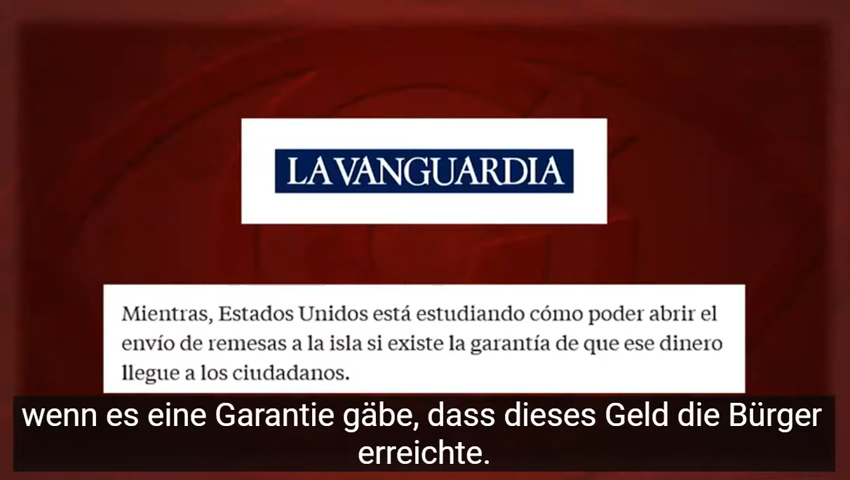 LA VANGUARDIA
Mientras, Estados Unidos está estudiando cómo poder abrir el
envío de remesas a la isla si existe la garantía de que ese dinero
llegue a los ciudadanos.
wenn es eine Garantie gäbe, dass dieses Geld die Bürger
erreichte.